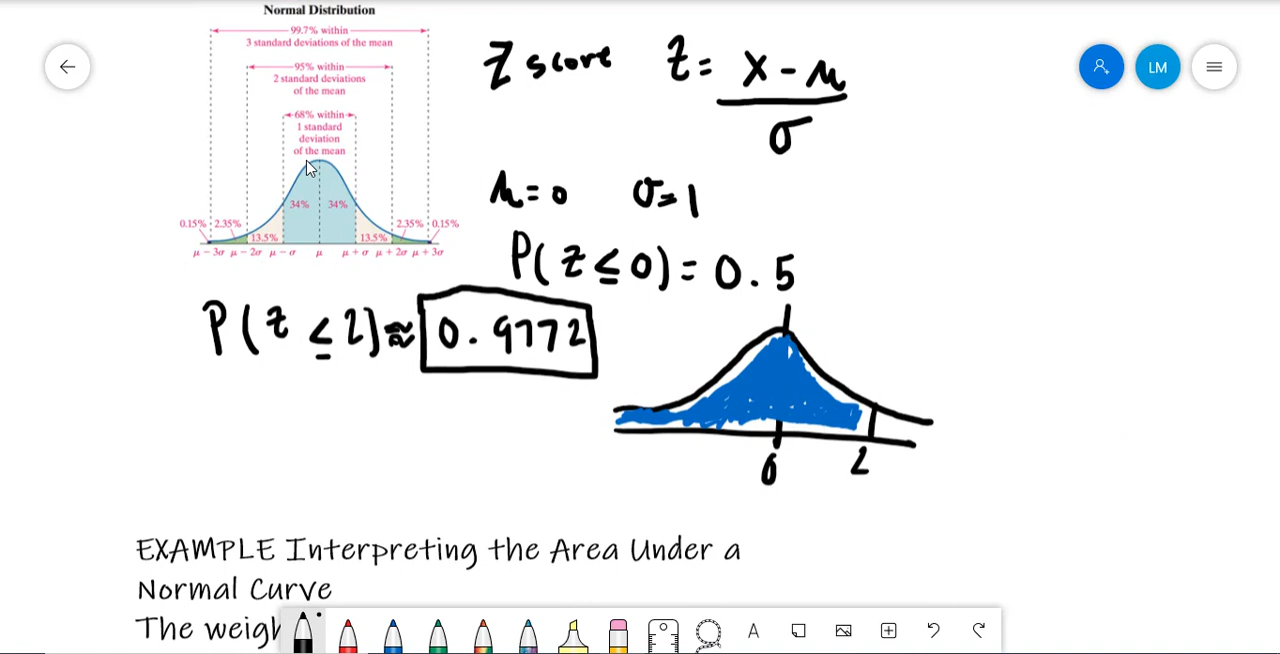 Normal Distribution
99.7% within
3 standard deviations of the mean
95% within
2 standard deviations
of the mean
68% within
1 standard
deviation
of the mean
34% 34%
0.15% 2.35% 2.35% 0.15%
13.5% 13.5%
μ − 3σ μ − 2σ μ − σ μ μ + σ μ + 2σ μ + 3σ
Z score z = x - μ / σ
μ = 0 σ = 1
P(z ≤ 0) = 0.5
P(z ≤ 2) ≈ 0.9772
0 2
LM
EXAMPLE Interpreting the Area Under a
Normal Curve
The weigh
A